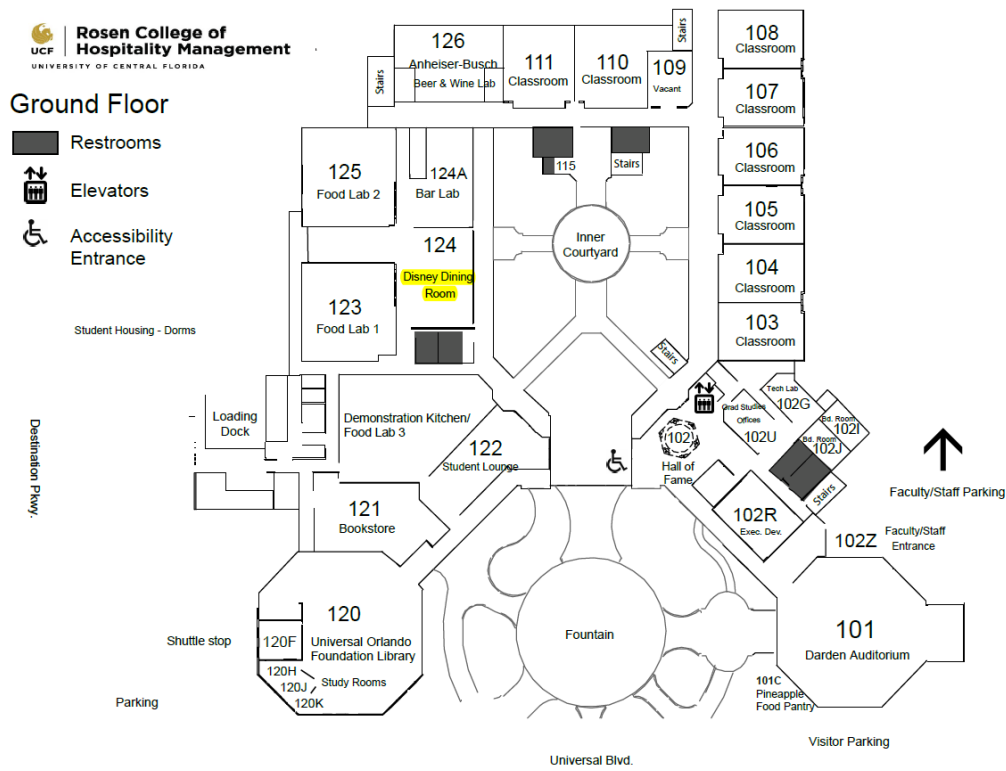 UCF
Rosen College of
Hospitality Management
UNIVERSITY OF CENTRAL FLORIDA
Ground Floor
Restrooms
Elevators
Accessibility
Entrance
126
Anheiser-Busch
Beer & Wine Lab
Stairs
111
Classroom
110
Classroom
Stairs
109
Vacant
108
Classroom
107
Classroom
106
Classroom
105
Classroom
104
Classroom
103
Classroom
125
Food Lab 2
124A
Bar Lab
115
Stairs
Inner
Courtyard
124
Disney Dining
Room
123
Food Lab 1
Student Housing - Dorms
Stairs
Tech Lab
102G
Grad Studies
Offices
102U
Bd. Room
102I
Bd. Room
102J
Loading
Dock
Demonstration Kitchen/
Food Lab 3
122
Student Lounge
102
Hall of
Fame
Stairs
Faculty/Staff Parking
Destination Pkwy.
121
Bookstore
102R
Exec. Dev.
102Z
Faculty/Staff
Entrance
120
Universal Orlando
Foundation Library
120F
120H
120J
120K
Study Rooms
Shuttle stop
Parking
Fountain
101
Darden Auditorium
101C
Pineapple
Food Pantry
Visitor Parking
Universal Blvd.